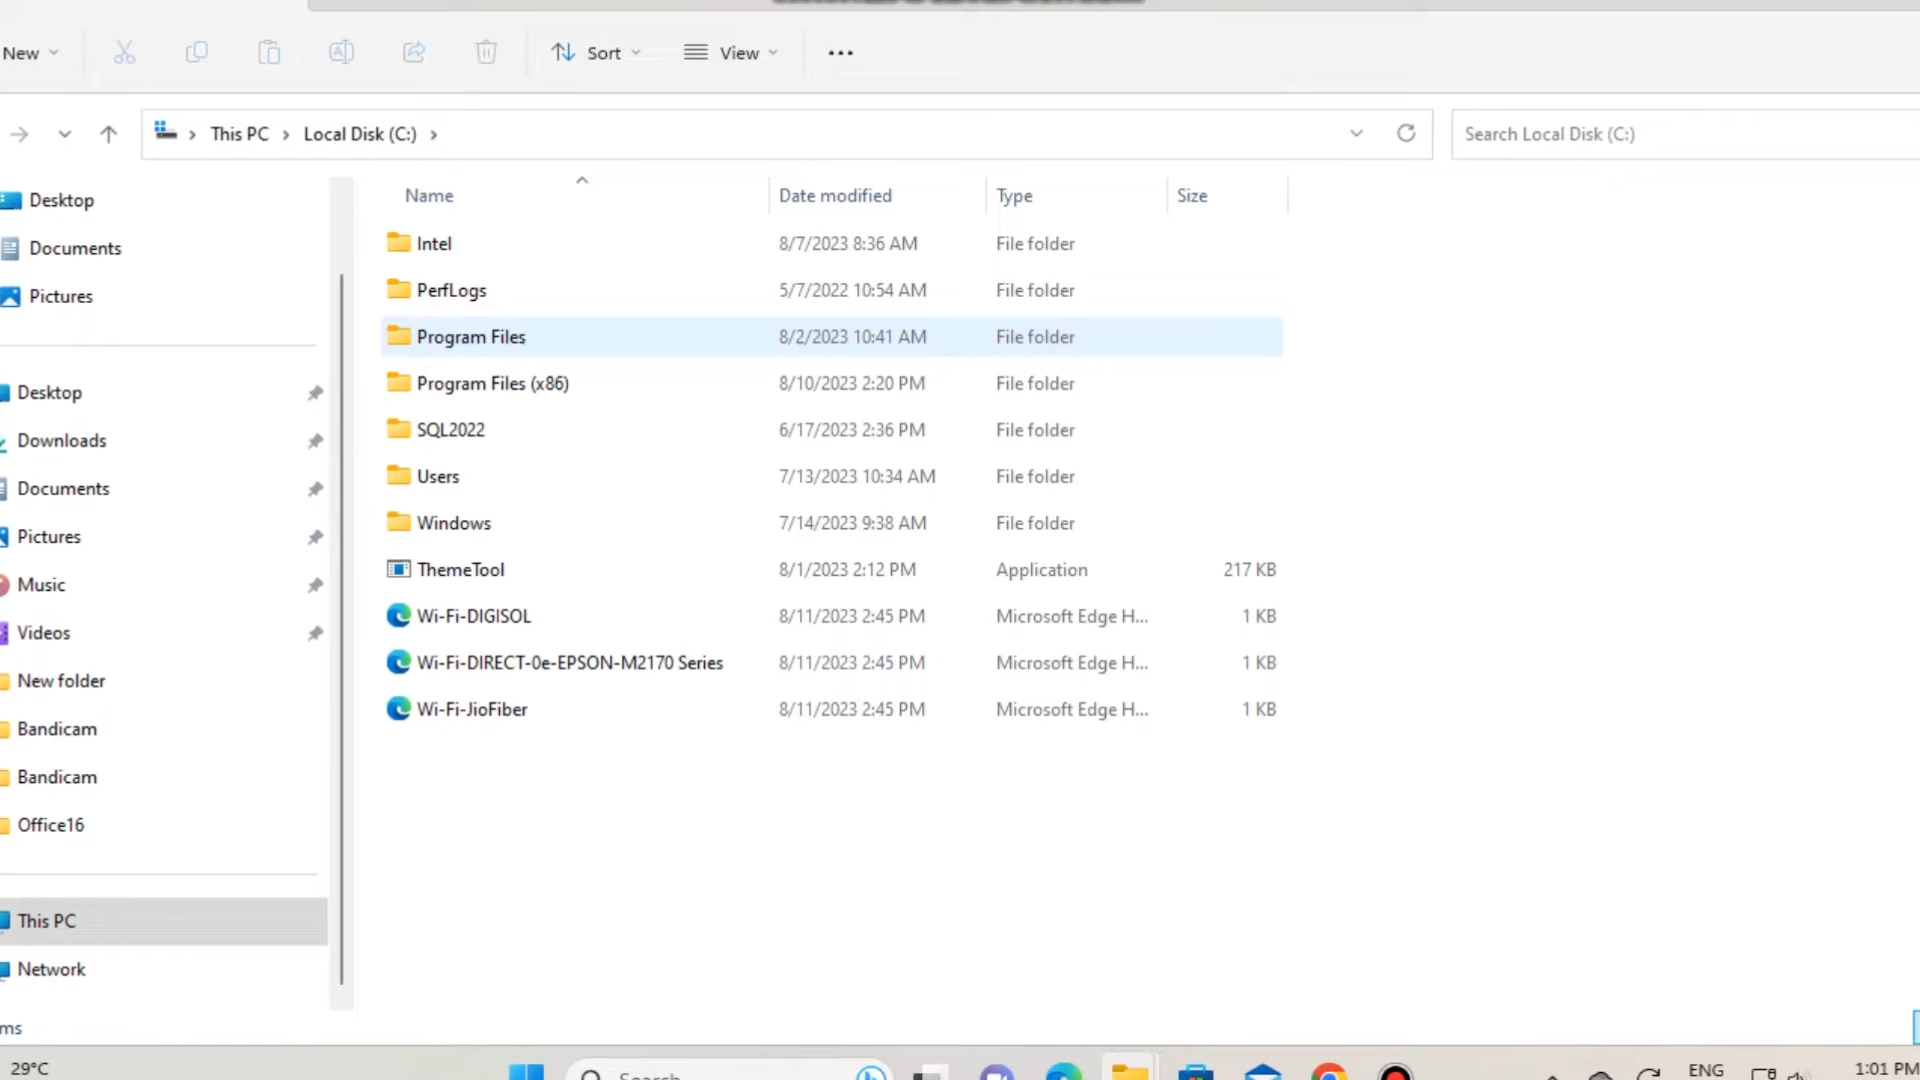 New
Sort
View
This PC
Local Disk (C:)
Search Local Disk (C:)
Desktop
Documents
Pictures
Desktop
Downloads
Documents
Pictures
Music
Videos
New folder
Bandicam
Bandicam
Office16
This PC
Network
Name Date modified Type Size
Intel 8/7/2023 8:36 AM File folder
PerfLogs 5/7/2022 10:54 AM File folder
Program Files 8/2/2023 10:41 AM File folder
Program Files (x86) 8/10/2023 2:20 PM File folder
SQL2022 6/17/2023 2:36 PM File folder
Users 7/13/2023 10:34 AM File folder
Windows 7/14/2023 9:38 AM File folder
ThemeTool 8/1/2023 2:12 PM Application 217 KB
Wi-Fi-DIGISOL 8/11/2023 2:45 PM Microsoft Edge H... 1 KB
Wi-Fi-DIRECT-0e-EPSON-M2170 Series 8/11/2023 2:45 PM Microsoft Edge H... 1 KB
Wi-Fi-JioFiber 8/11/2023 2:45 PM Microsoft Edge H... 1 KB
ms
29°C
Search
ENG
1:01 PM